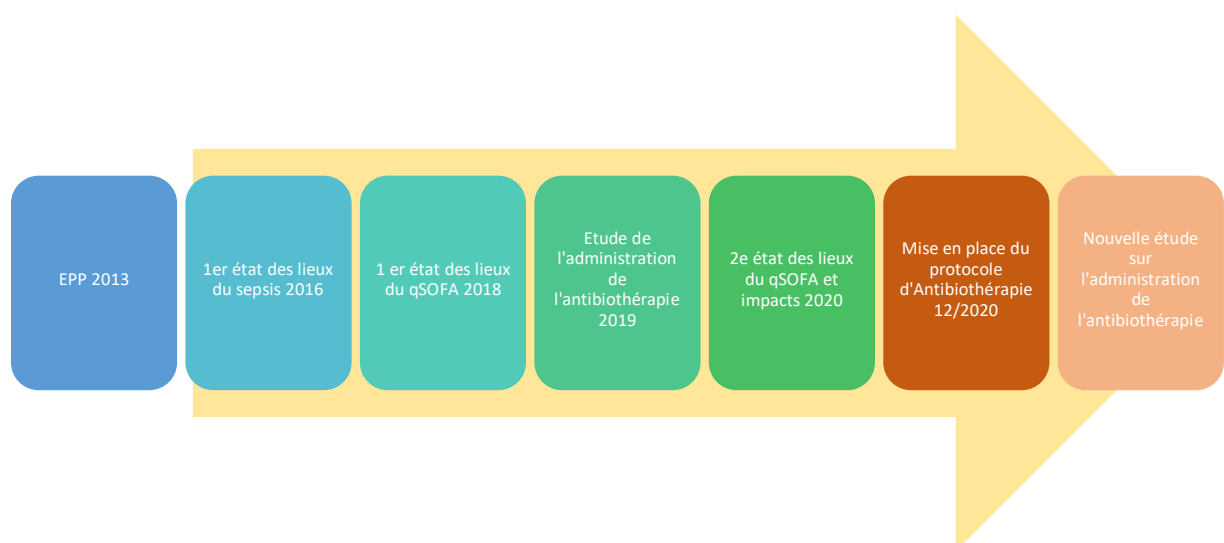 EPP 2013
1er état des lieux
du sepsis 2016
1 er état des lieux
du qSOFA 2018
Etude de
l'administration
de
l'antibiothérapie
2019
2e état des lieux
du qSOFA et
impacts 2020
Mise en place du
protocole
d'Antibiothérapie
12/2020
Nouvelle étude
sur
l'administration
de
l'antibiothérapie